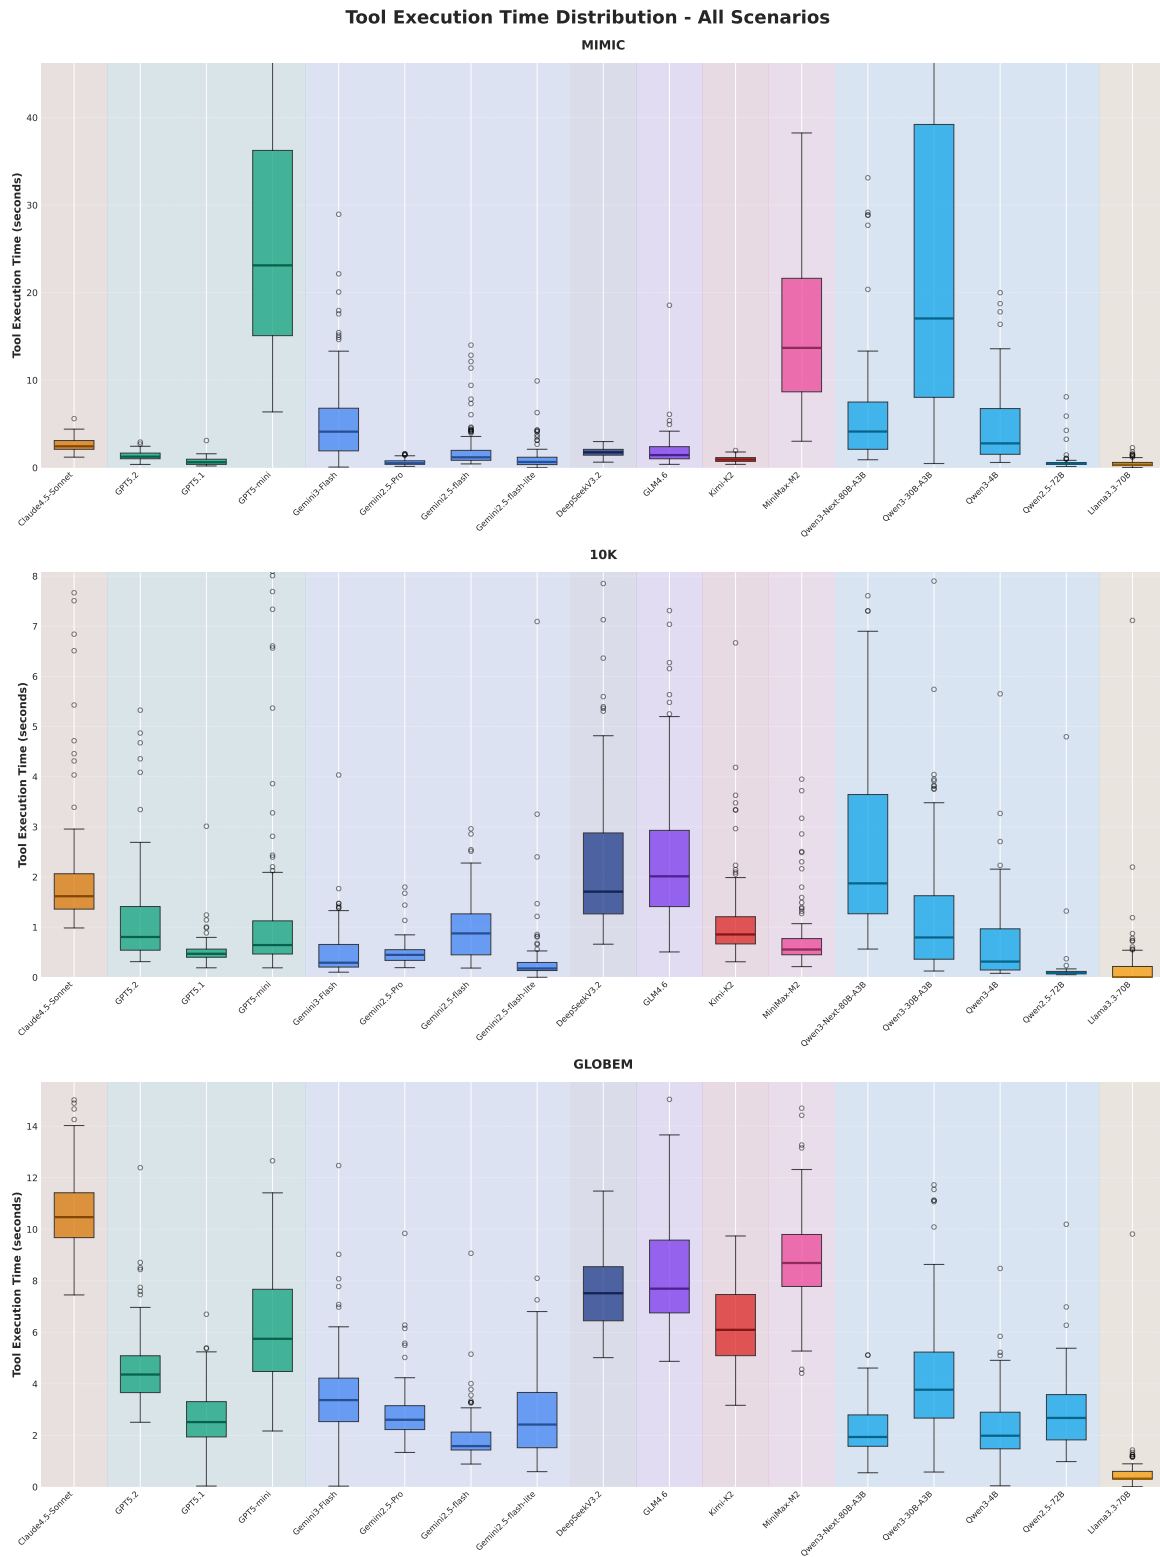 Tool Execution Time Distribution - All Scenarios
MIMIC
Tool Execution Time (seconds)
40
30
20
10
0
Claude4.5-Sonnet
GPT5.2
GPT5.1
GPT5-mini
Gemini3-Flash
Gemini2.5-Pro
Gemini2.5-flash
Gemini2.5-flash-lite
DeepSeekV3.2
GLM4.6
Kimi-K2
MiniMax-M2
Qwen3-Next-80B-A3B
Qwen3-30B-A3B
Qwen3-4B
Qwen2.5-72B
Llama3.3-70B
10K
Tool Execution Time (seconds)
8
7
6
5
4
3
2
1
0
Claude4.5-Sonnet
GPT5.2
GPT5.1
GPT5-mini
Gemini3-Flash
Gemini2.5-Pro
Gemini2.5-flash
Gemini2.5-flash-lite
DeepSeekV3.2
GLM4.6
Kimi-K2
MiniMax-M2
Qwen3-Next-80B-A3B
Qwen3-30B-A3B
Qwen3-4B
Qwen2.5-72B
Llama3.3-70B
GLOBEM
Tool Execution Time (seconds)
14
12
10
8
6
4
2
0
Claude4.5-Sonnet
GPT5.2
GPT5.1
GPT5-mini
Gemini3-Flash
Gemini2.5-Pro
Gemini2.5-flash
Gemini2.5-flash-lite
DeepSeekV3.2
GLM4.6
Kimi-K2
MiniMax-M2
Qwen3-Next-80B-A3B
Qwen3-30B-A3B
Qwen3-4B
Qwen2.5-72B
Llama3.3-70B